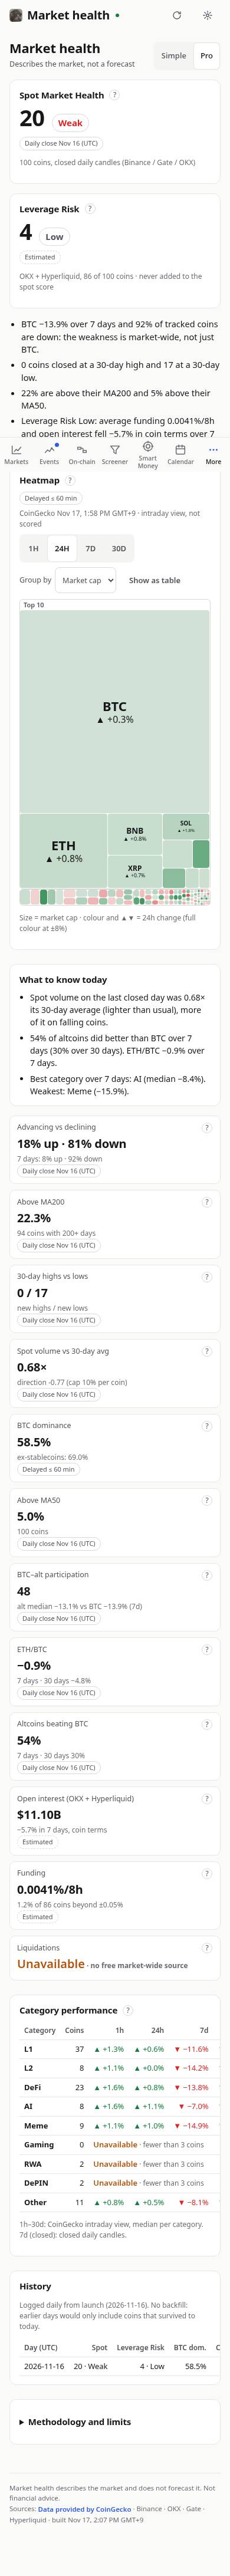 Market health
Market health
Describes the market, not a forecast
Simple Pro
Spot Market Health ?
20 Weak
Daily close Nov 16 (UTC)
100 coins, closed daily candles (Binance / Gate / OKX)
Leverage Risk ?
4 Low
Estimated
OKX + Hyperliquid, 86 of 100 coins · never added to the
spot score
• BTC −13.9% over 7 days and 92% of tracked coins
are down: the weakness is market-wide, not just
BTC.
• 0 coins closed at a 30-day high and 17 at a 30-day
low.
• 22% are above their MA200 and 5% above their
MA50.
• Leverage Risk Low: average funding 0.0041%/8h
and open interest fell −5.7% in coin terms over 7
Markets Events On-chain Screener Smart Money Calendar More
Heatmap ?
Delayed ≤ 60 min
CoinGecko Nov 17, 1:58 PM GMT+9 · intraday view, not
scored
1H 24H 7D 30D
Group by Market cap Show as table
Top 10
BTC
▲ +0.3%
ETH
▲ +0.8%
BNB
▲ +0.8%
XRP
▲ +0.7%
SOL
▲ +1.8%
Size = market cap · colour and ▲▼ = 24h change (full
colour at ±8%)
What to know today
• Spot volume on the last closed day was 0.68×
its 30-day average (lighter than usual), more
of it on falling coins.
• 54% of altcoins did better than BTC over 7
days (30% over 30 days). ETH/BTC −0.9% over
7 days.
• Best category over 7 days: AI (median −8.4%).
Weakest: Meme (−15.9%).
Advancing vs declining ?
18% up · 81% down
7 days: 8% up · 92% down
Daily close Nov 16 (UTC)
Above MA200 ?
22.3%
94 coins with 200+ days
Daily close Nov 16 (UTC)
30-day highs vs lows ?
0 / 17
new highs / new lows
Daily close Nov 16 (UTC)
Spot volume vs 30-day avg ?
0.68×
direction -0.77 (cap 10% per coin)
Daily close Nov 16 (UTC)
BTC dominance ?
58.5%
ex-stablecoins: 69.0%
Delayed ≤ 60 min
Above MA50 ?
5.0%
100 coins
Daily close Nov 16 (UTC)
BTC–alt participation ?
48
alt median −13.1% vs BTC −13.9% (7d)
Daily close Nov 16 (UTC)
ETH/BTC ?
−0.9%
7 days · 30 days −4.8%
Daily close Nov 16 (UTC)
Altcoins beating BTC ?
54%
7 days · 30 days 30%
Daily close Nov 16 (UTC)
Open interest (OKX + Hyperliquid) ?
$11.10B
−5.7% in 7 days, coin terms
Estimated
Funding ?
0.0041%/8h
1.2% of 86 coins beyond ±0.05%
Estimated
Liquidations ?
Unavailable · no free market-wide source
Category performance ?
Category Coins 1h 24h 7d
L1 37 ▲ +1.3% ▲ +0.6% ▼ −11.6%
L2 8 ▲ +1.1% ▲ +0.0% ▼ −14.2%
DeFi 23 ▲ +1.6% ▲ +0.8% ▼ −13.8%
AI 8 ▲ +1.6% ▲ +1.1% ▼ −7.0%
Meme 9 ▲ +1.1% ▲ +1.0% ▼ −14.9%
Gaming 0 Unavailable · fewer than 3 coins
RWA 2 Unavailable · fewer than 3 coins
DePIN 2 Unavailable · fewer than 3 coins
Other 11 ▲ +0.8% ▲ +0.5% ▼ −8.1%
1h–30d: CoinGecko intraday view, median per category.
7d (closed): closed daily candles.
History
Logged daily from launch (2026-11-16). No backfill:
earlier days would only include coins that survived to
today.
Day (UTC) Spot Leverage Risk BTC dom. C
2026-11-16 20 · Weak 4 · Low 58.5%
▶ Methodology and limits
Market health describes the market and does not forecast it. Not
financial advice.
Sources: Data provided by CoinGecko · Binance · OKX · Gate ·
Hyperliquid · built Nov 17, 2:07 PM GMT+9